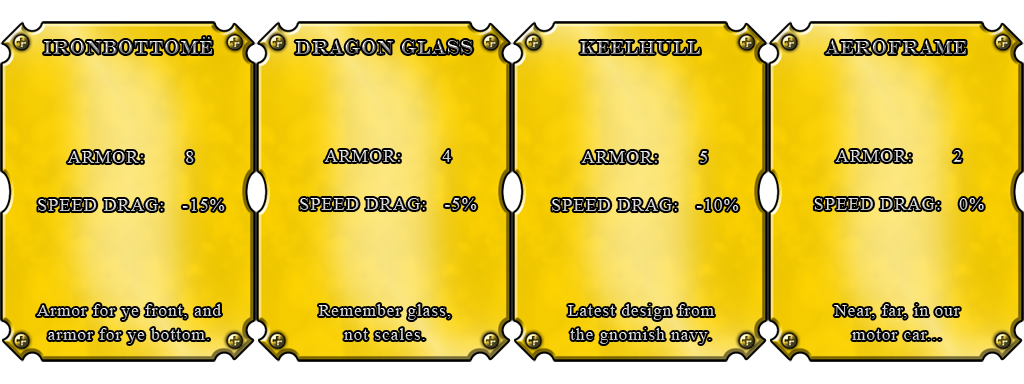 IRONBOTTOMË
ARMOR: 8
SPEED DRAG: -15%
Armor for ye front, and
armor for ye bottom.
DRAGON GLASS
ARMOR: 4
SPEED DRAG: -5%
Remember glass,
not scales.
KEELHULL
ARMOR: 5
SPEED DRAG: -10%
Latest design from
the gnomish navy.
AEROFRAME
ARMOR: 2
SPEED DRAG: 0%
Near, far, in our
motor car...